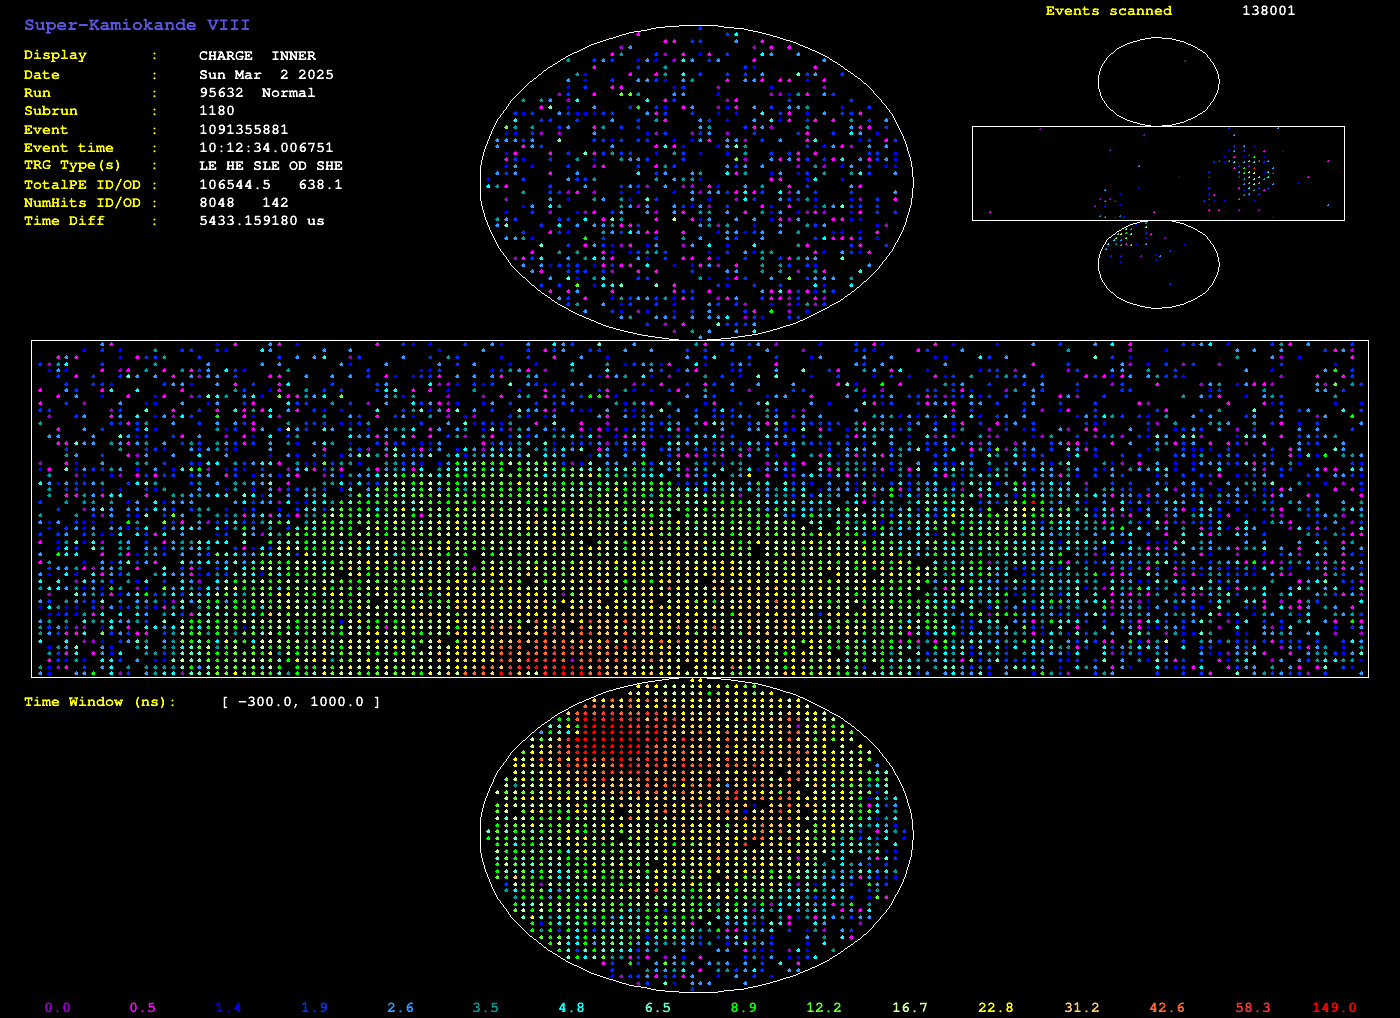 Super-Kamiokande VIII
Events scanned 138001
Display : CHARGE INNER
Date : Sun Mar 2 2025
Run : 95632 Normal
Subrun : 1180
Event : 1091355881
Event time : 10:12:34.006751
TRG Type(s) : LE HE SLE OD SHE
TotalPE ID/OD : 106544.5 638.1
NumHits ID/OD : 8048 142
Time Diff : 5433.159180 us
Time Window (ns): [ -300.0, 1000.0 ]
0.0 0.5 1.4 1.9 2.6 3.5 4.8 6.5 8.9 12.2 16.7 22.8 31.2 42.6 58.3 149.0